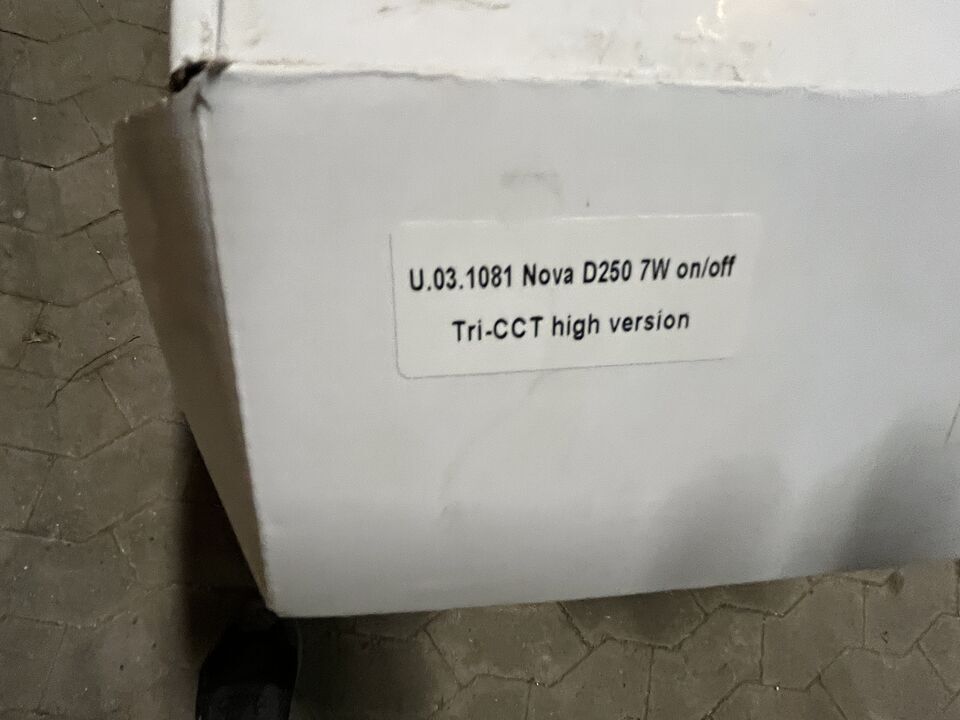 U.03.1081 Nova D250 7W on/off
Tri-CCT high version